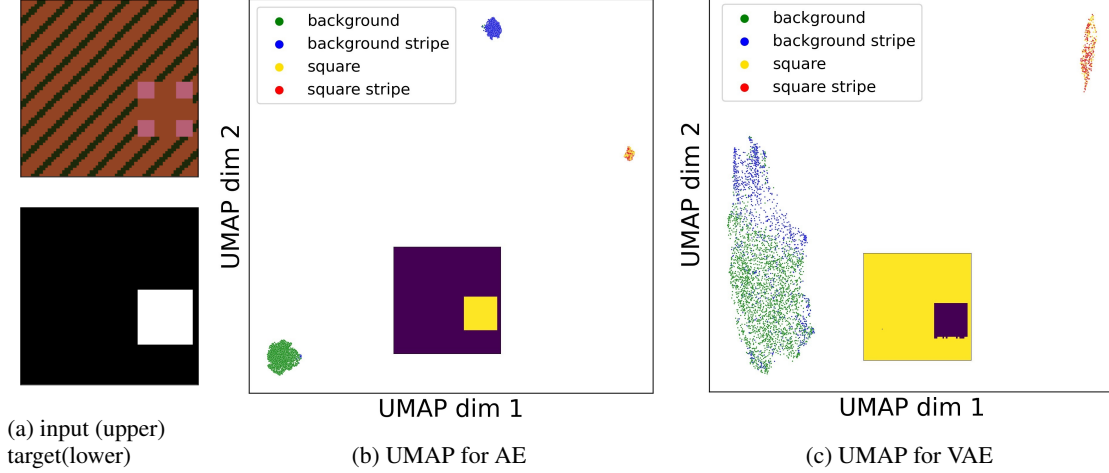 background
background stripe
square
square stripe
UMAP dim 2
UMAP dim 1
background
background stripe
square
square stripe
UMAP dim 2
UMAP dim 1
(a) input (upper)
target(lower)
(b) UMAP for AE
(c) UMAP for VAE